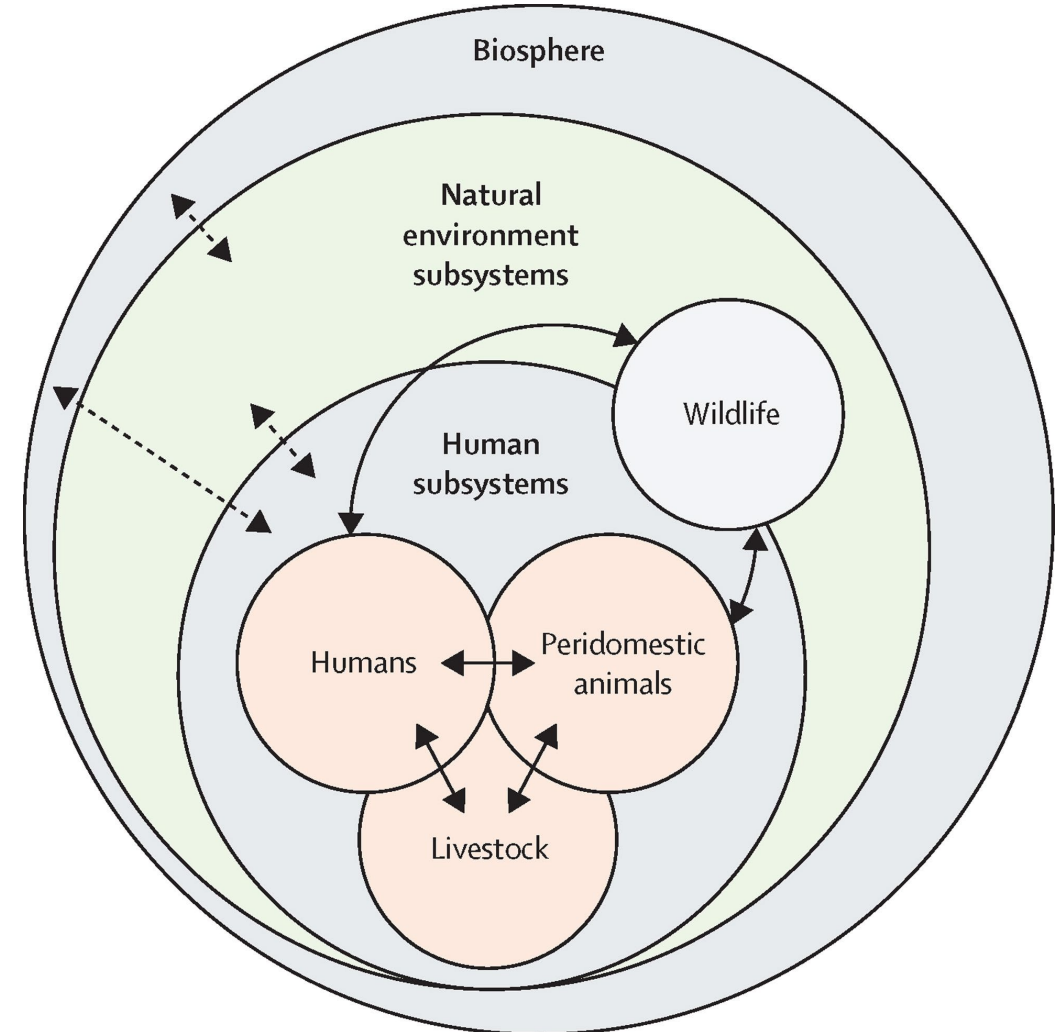 Biosphere
Natural
environment
subsystems
Wildlife
Human
subsystems
Humans
Peridomestic
animals
Livestock